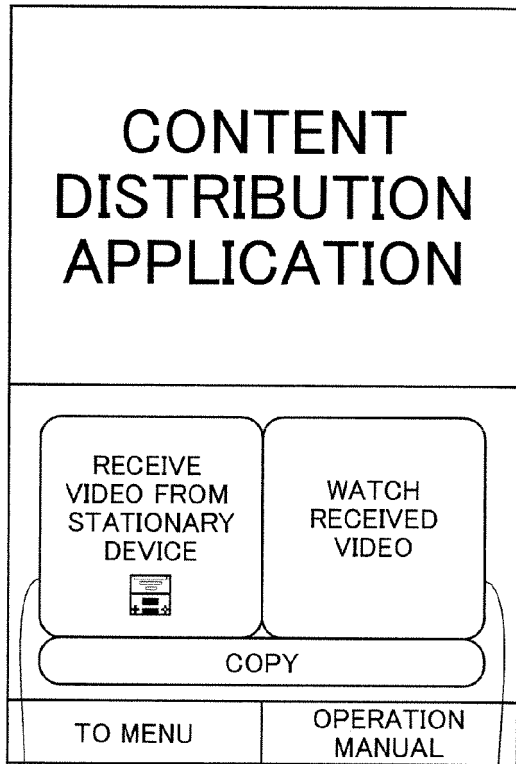 CONTENT
DISTRIBUTION
APPLICATION
RECEIVE
VIDEO FROM
STATIONARY
DEVICE
WATCH
RECEIVED
VIDEO
COPY
TO MENU
OPERATION
MANUAL